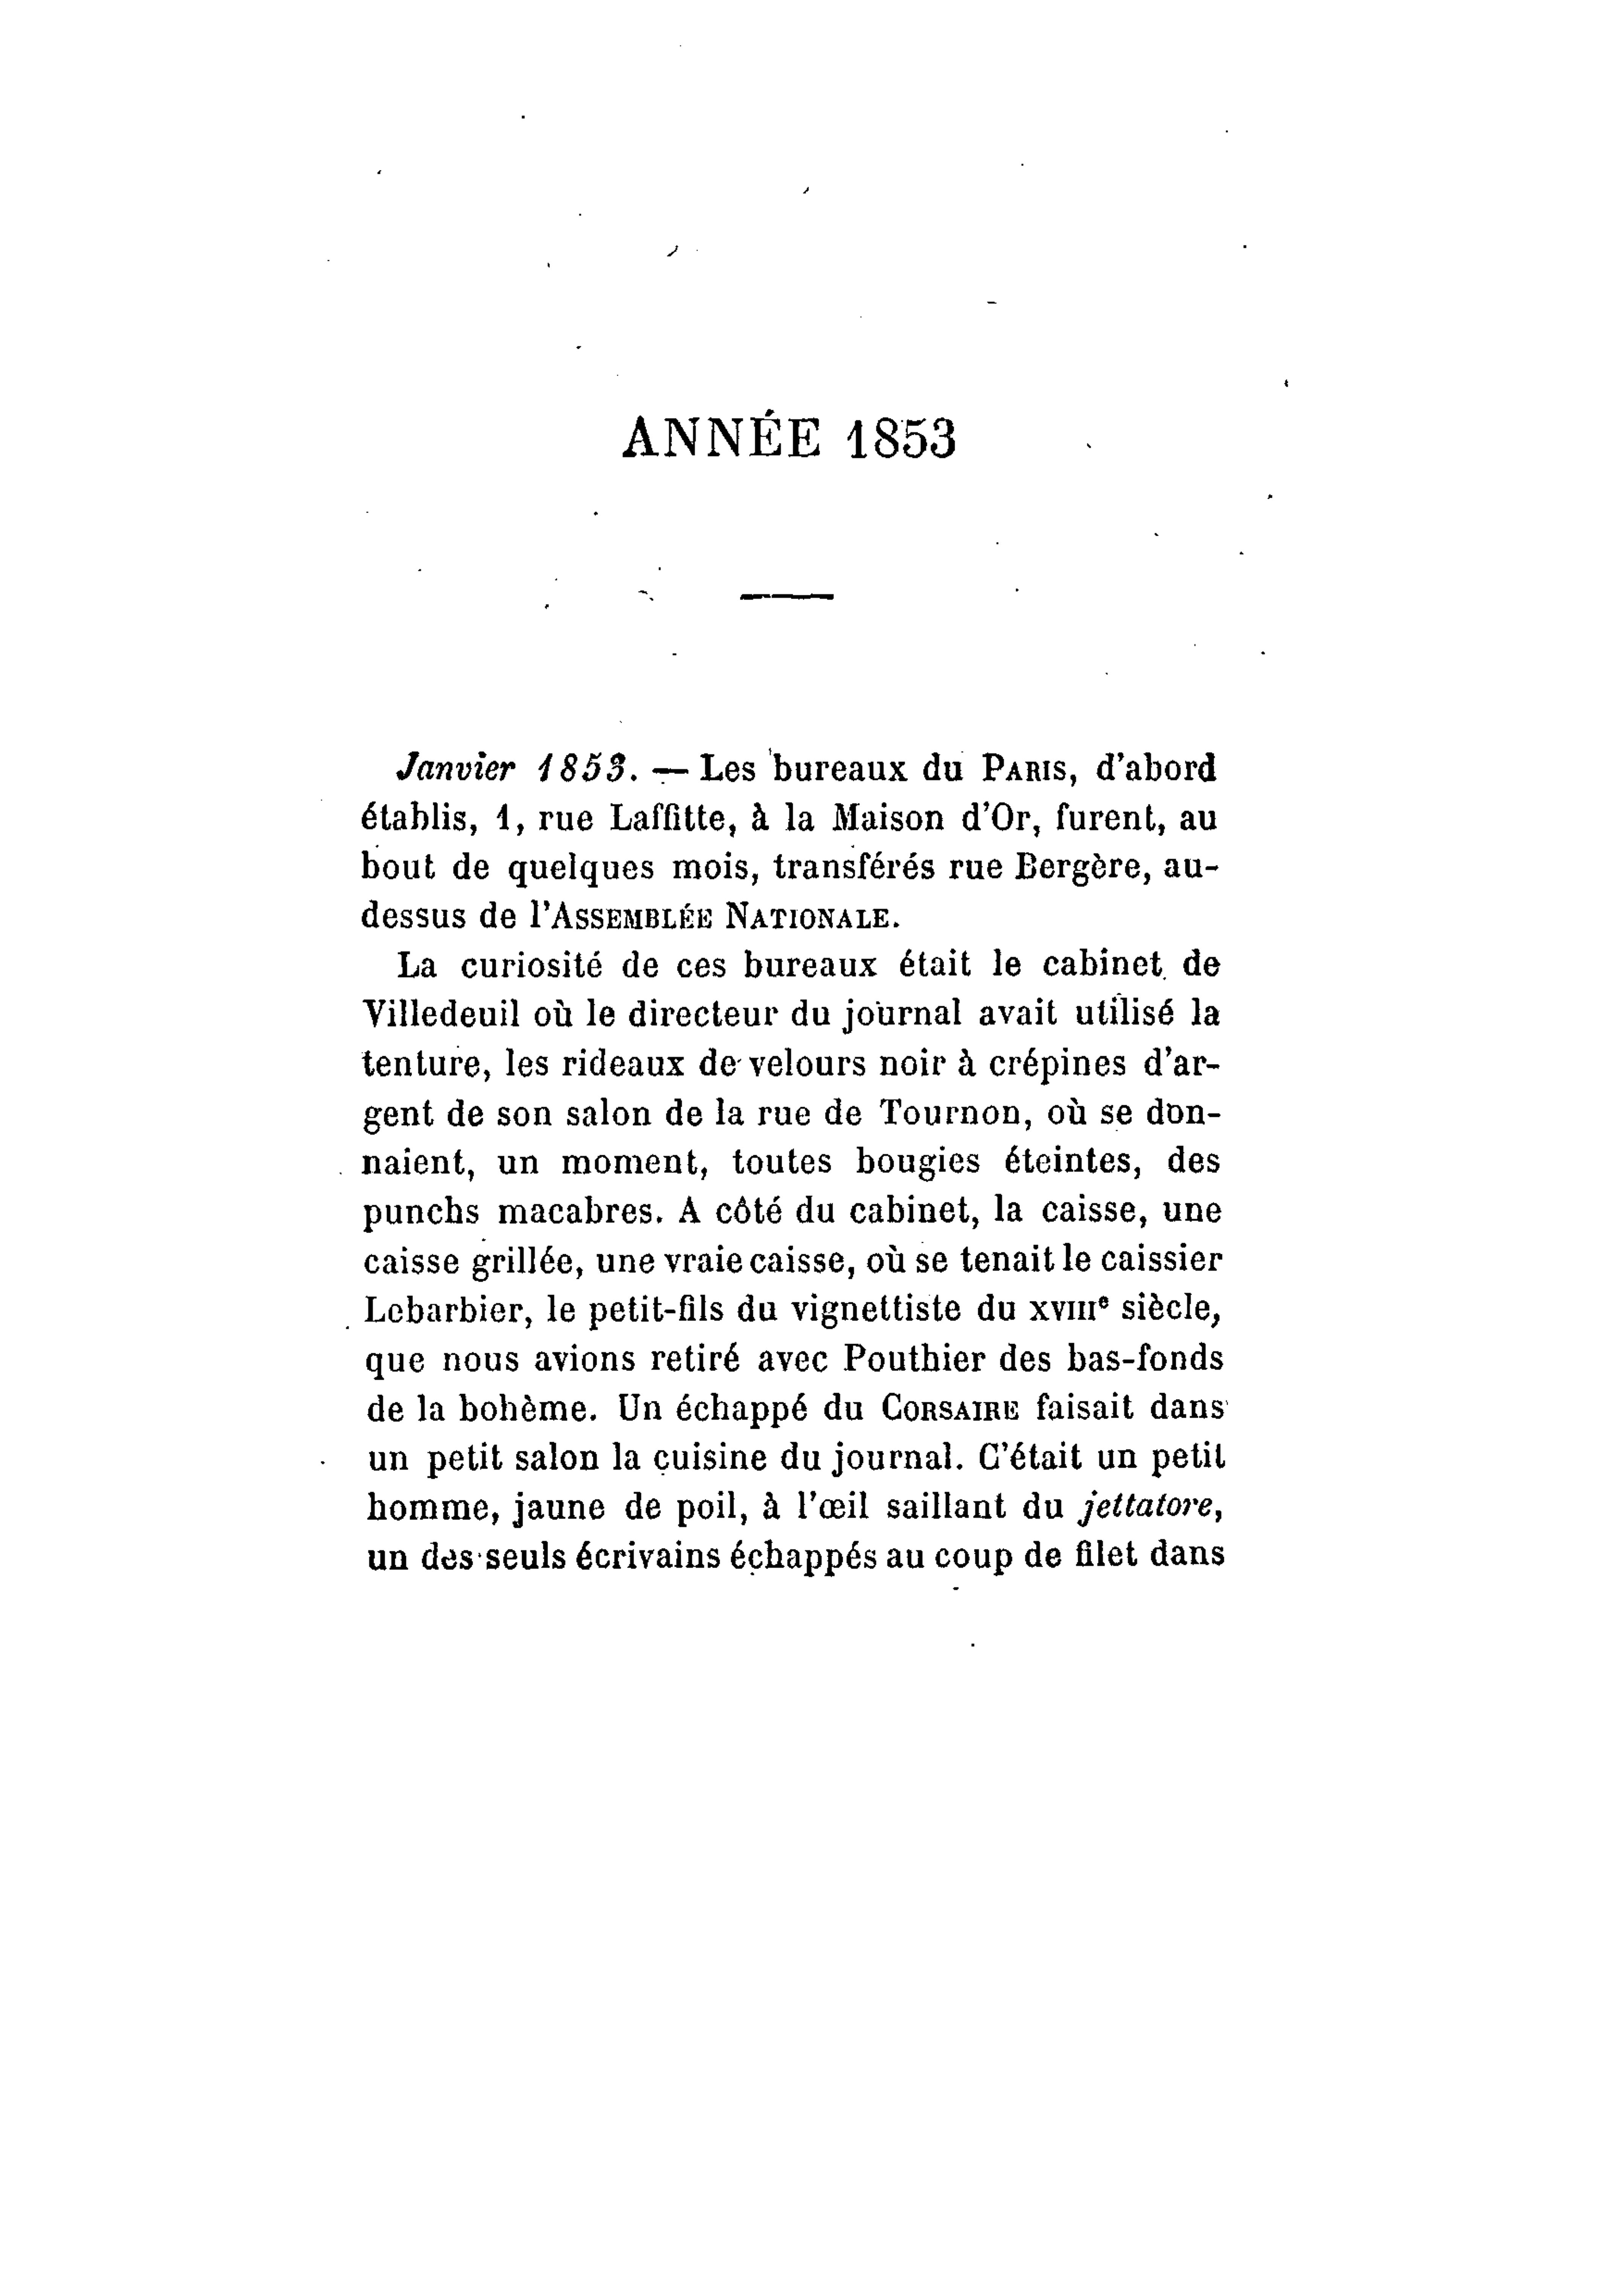 ANNÉE 1853
Janvier 1853. — Les bureaux du PARIS, d'abord
établis, 1, rue Laffitte, à la Maison d'Or, furent, au
bout de quelques mois, transférés rue Bergère, au-
dessus de l'ASSEMBLÉE NATIONALE.
La curiosité de ces bureaux était le cabinet de
Villedeuil où le directeur du journal avait utilisé la
tenture, les rideaux de velours noir à crépines d'ar-
gent de son salon de la rue de Tournon, où se don-
naient, un moment, toutes bougies éteintes, des
punchs macabres. A côté du cabinet, la caisse, une
caisse grillée, une vraie caisse, où se tenait le caissier
Lebarbier, le petit-fils du vignettiste du XVIIIe siècle,
que nous avions retiré avec Pouthier des bas-fonds
de la bohème. Un échappé du CORSAIRE faisait dans
un petit salon la cuisine du journal. C'était un petit
homme, jaune de poil, à l'œil saillant du jettatore,
un des seuls écrivains échappés au coup de filet dans